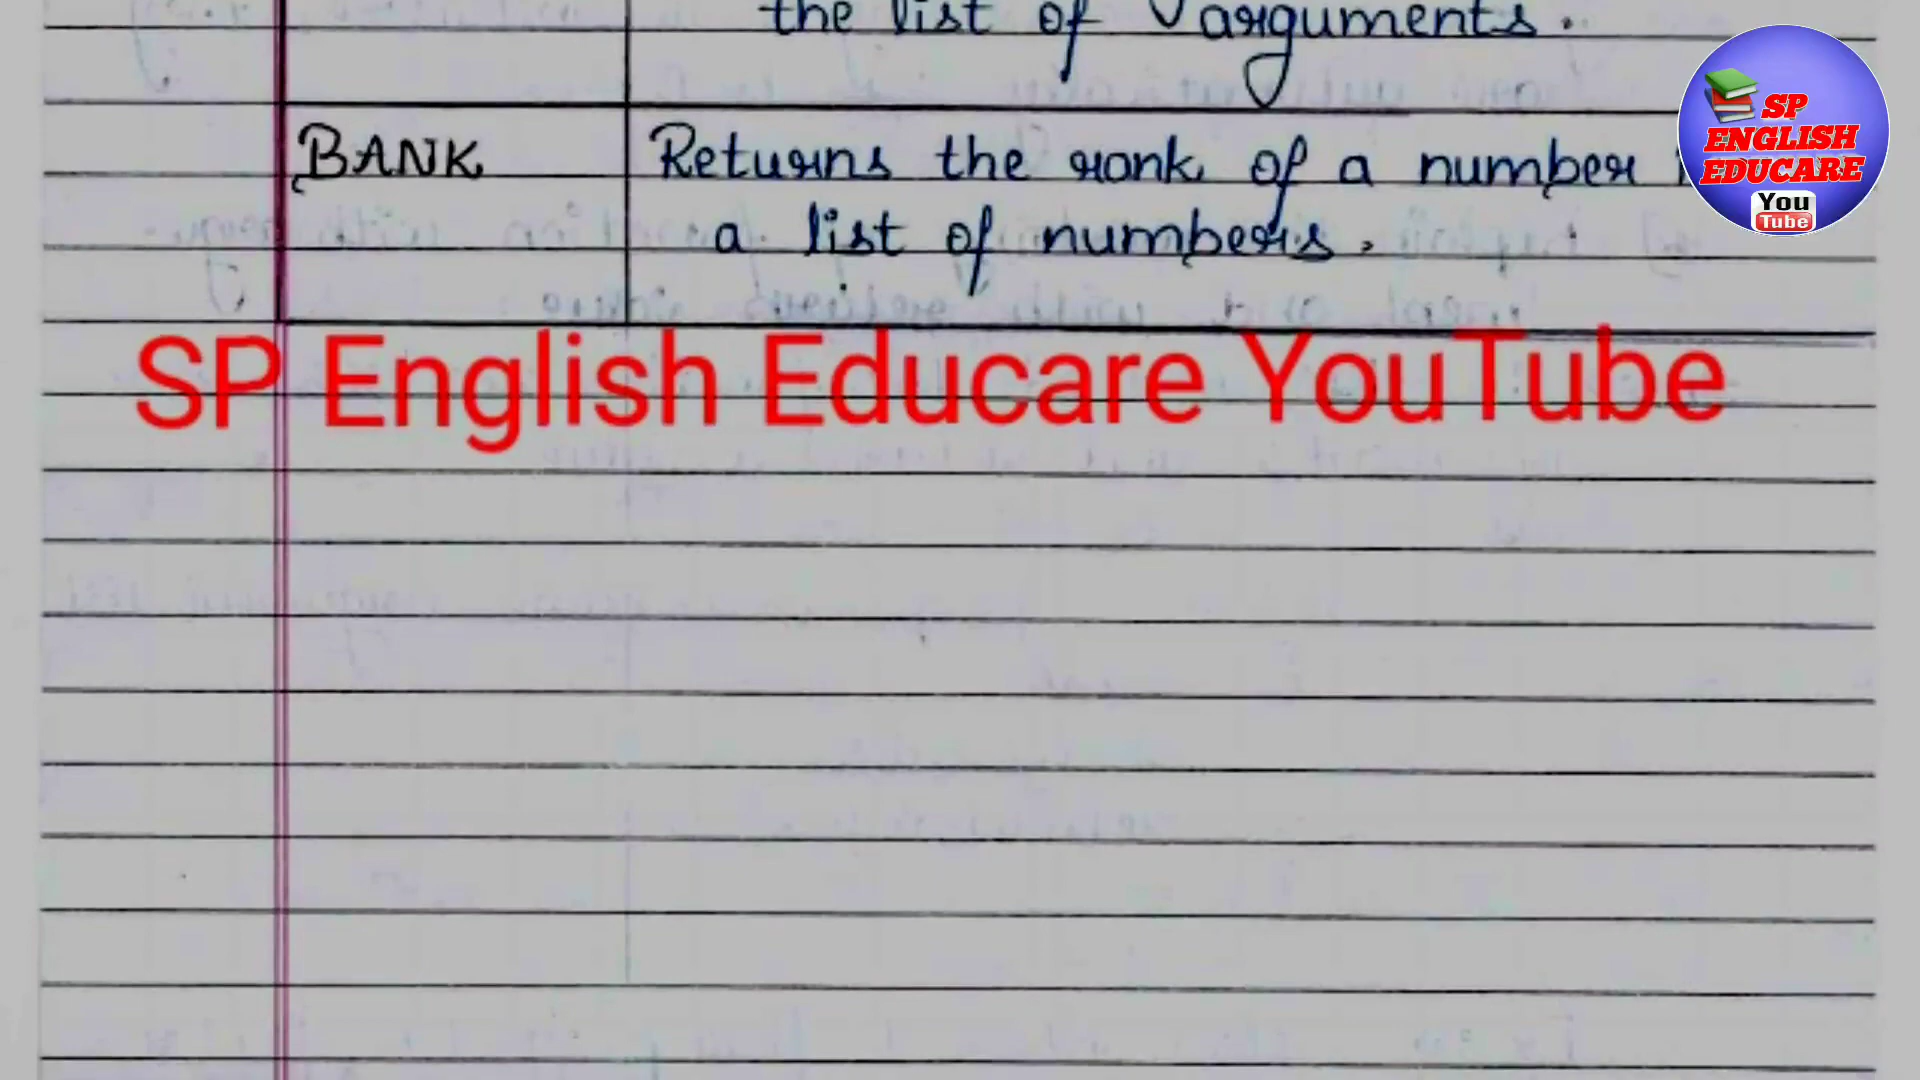 the list of arguments.
BANK Returns the rank of a number
a list of numbers.
SP English Educare YouTube
SP
ENGLISH
EDUCARE
You
Tube